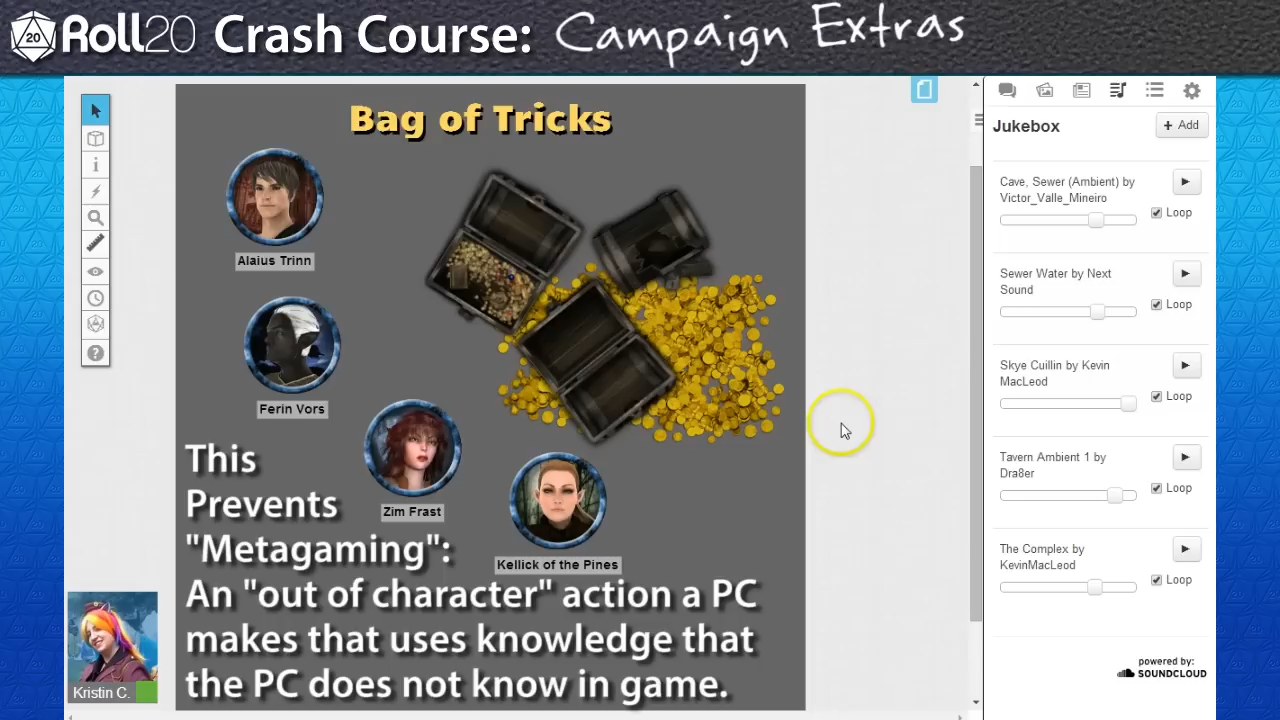 Roll20 Crash Course: Campaign Extras
Bag of Tricks
Alaius Trinn
Ferin Vors
Zim Frast
Kellick of the Pines
This
Prevents
"Metagaming":
An "out of character" action a PC
makes that uses knowledge that
the PC does not know in game.
Kristin C.
Jukebox
+ Add
Cave, Sewer (Ambient) by
Victor_Valle_Mineiro
Loop
Sewer Water by Next
Sound
Loop
Skye Cuillin by Kevin
MacLeod
Loop
Tavern Ambient 1 by
Dra8er
Loop
The Complex by
KevinMacLeod
Loop
powered by:
SOUNDCLOUD